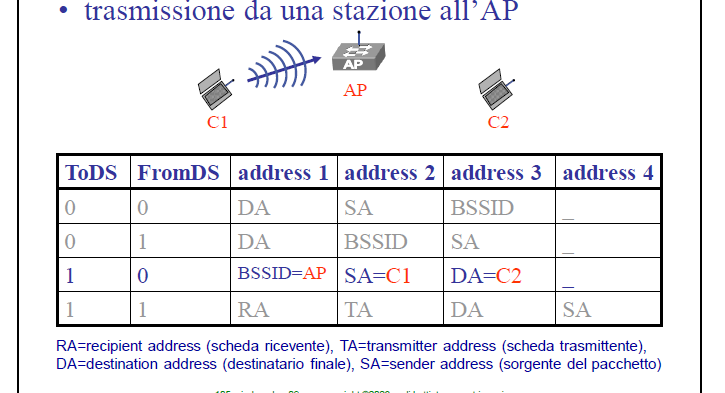 • trasmissione da una stazione all'AP
AP
AP
C1
C2
ToDS FromDS address 1 address 2 address 3 address 4
0 0 DA SA BSSID _
0 1 DA BSSID SA _
1 0 BSSID=AP SA=C1 DA=C2 _
1 1 RA TA DA SA
RA=recipient address (scheda ricevente), TA=transmitter address (scheda trasmittente),
DA=destination address (destinatario finale), SA=sender address (sorgente del pacchetto)